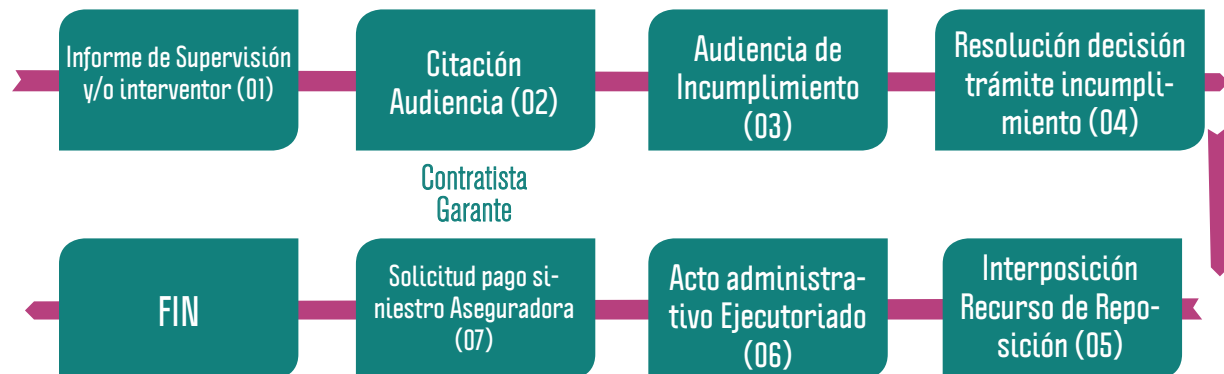 Informe de Supervisión
y/o interventor (01)
Citación
Audiencia (02)
Audiencia de
Incumplimiento
(03)
Resolución decisión
trámite incumpli-
miento (04)
Contratista
Garante
Interposición
Recurso de Repo-
sición (05)
Acto administra-
tivo Ejecutoriado
(06)
Solicitud pago si-
niestro Aseguradora
(07)
FIN